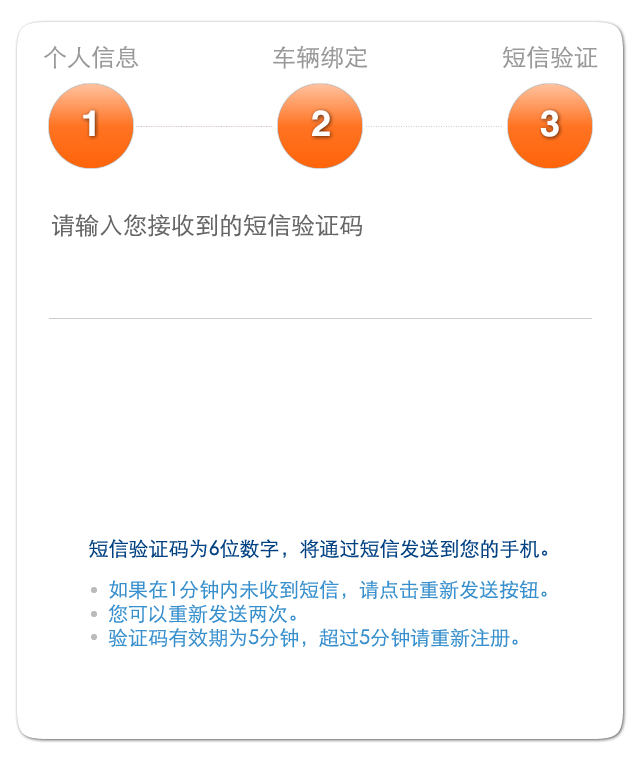 个人信息 车辆绑定 短信验证
1 2 3
请输入您接收到的短信验证码
短信验证码为6位数字，将通过短信发送到您的手机。
如果在1分钟内未收到短信，请点击重新发送按钮。
您可以重新发送两次。
验证码有效期为5分钟，超过5分钟请重新注册。